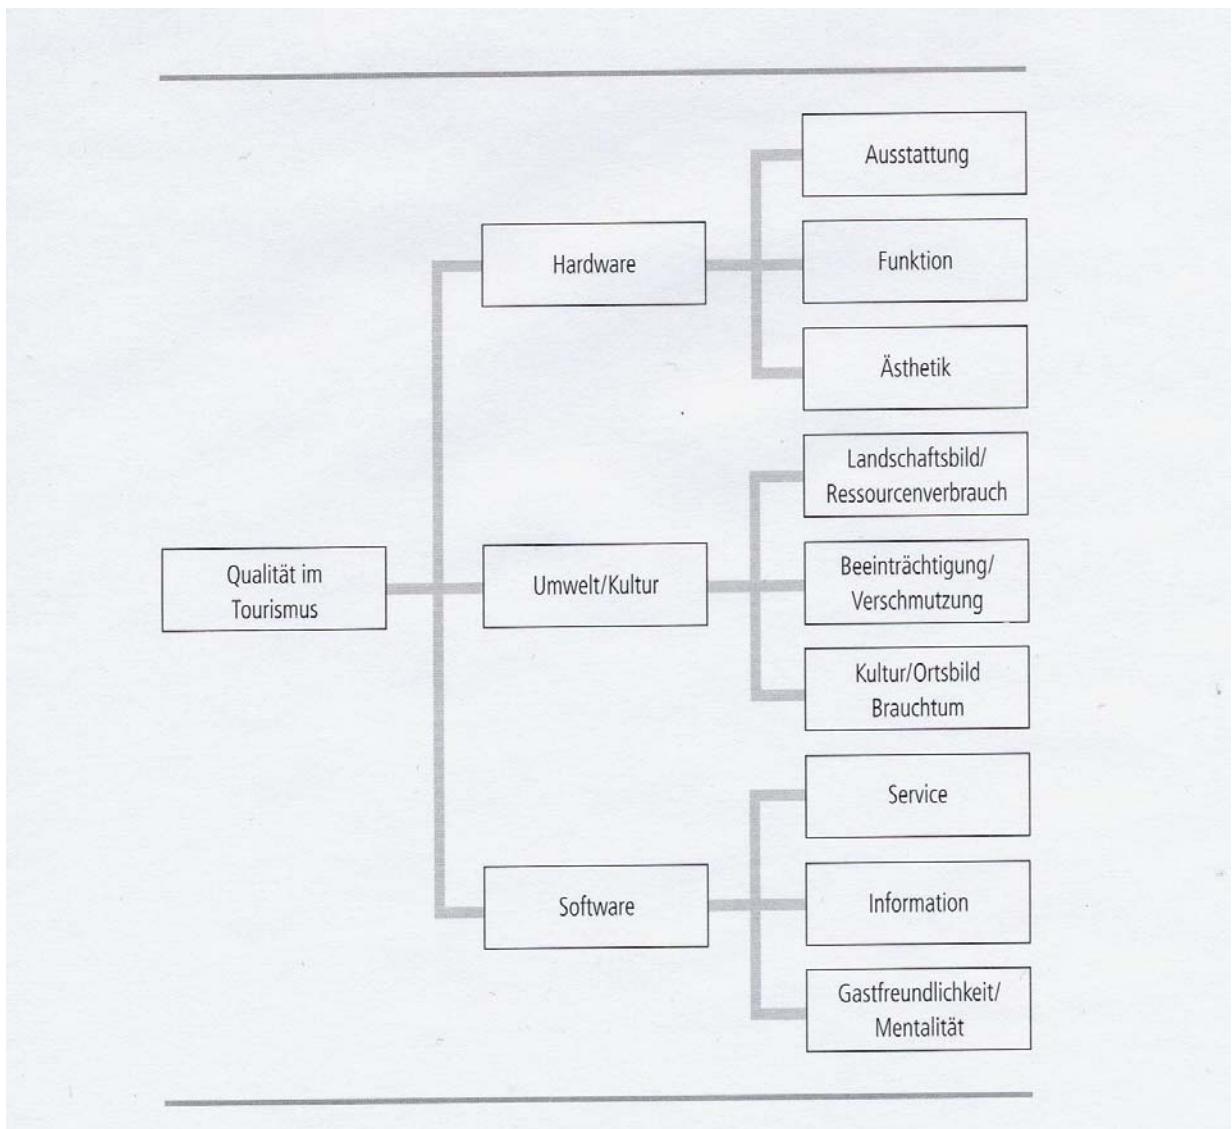 Qualität im
Tourismus
Hardware
Ausstattung
Funktion
Ästhetik
Umwelt/Kultur
Landschaftsbild/
Ressourcenverbrauch
Beeinträchtigung/
Verschmutzung
Kultur/Ortsbild
Brauchtum
Software
Service
Information
Gastfreundlichkeit/
Mentalität